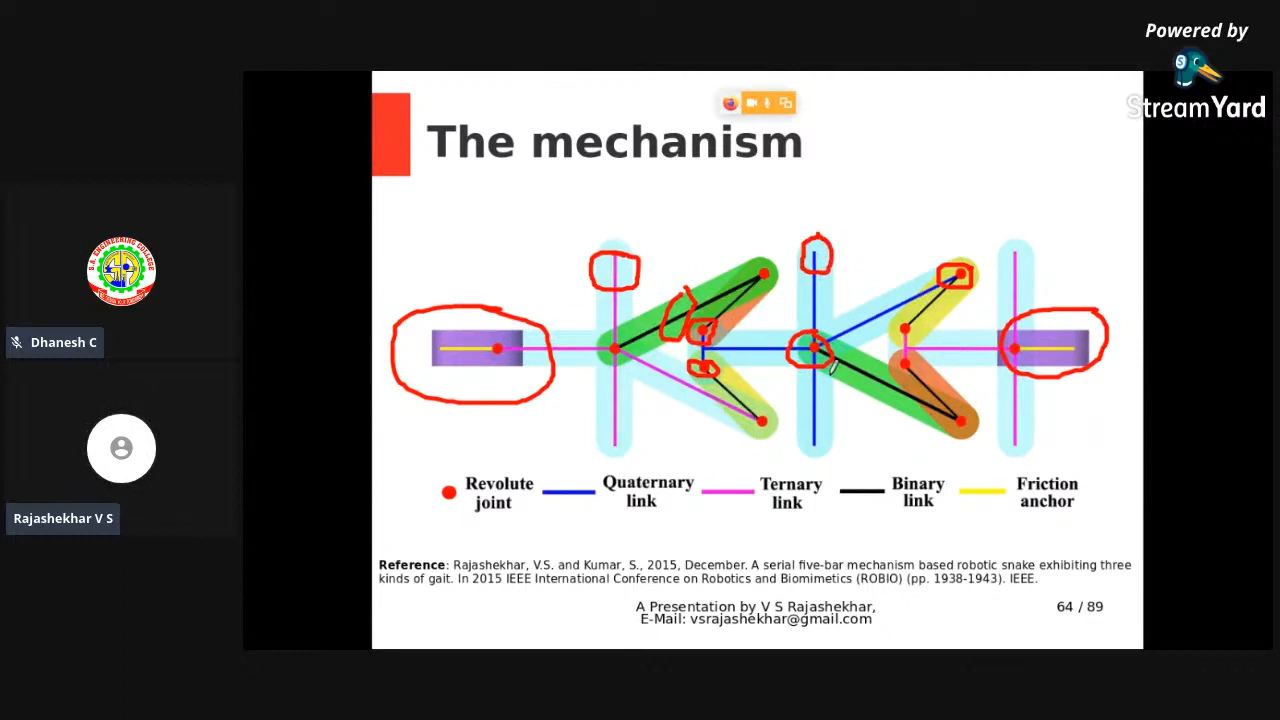 Powered by
StreamYard
The mechanism
S.A. ENGINEERING COLLEGE
Dhanesh C
Rajashekhar V S
Revolute joint
Quaternary link
Ternary link
Binary link
Friction anchor
Reference: Rajashekhar, V.S. and Kumar, S., 2015, December. A serial five-bar mechanism based robotic snake exhibiting three
kinds of gait. In 2015 IEEE International Conference on Robotics and Biomimetics (ROBIO) (pp. 1938-1943). IEEE.
A Presentation by V S Rajashekhar,
E-Mail: vsrajashekhar@gmail.com
64 / 89